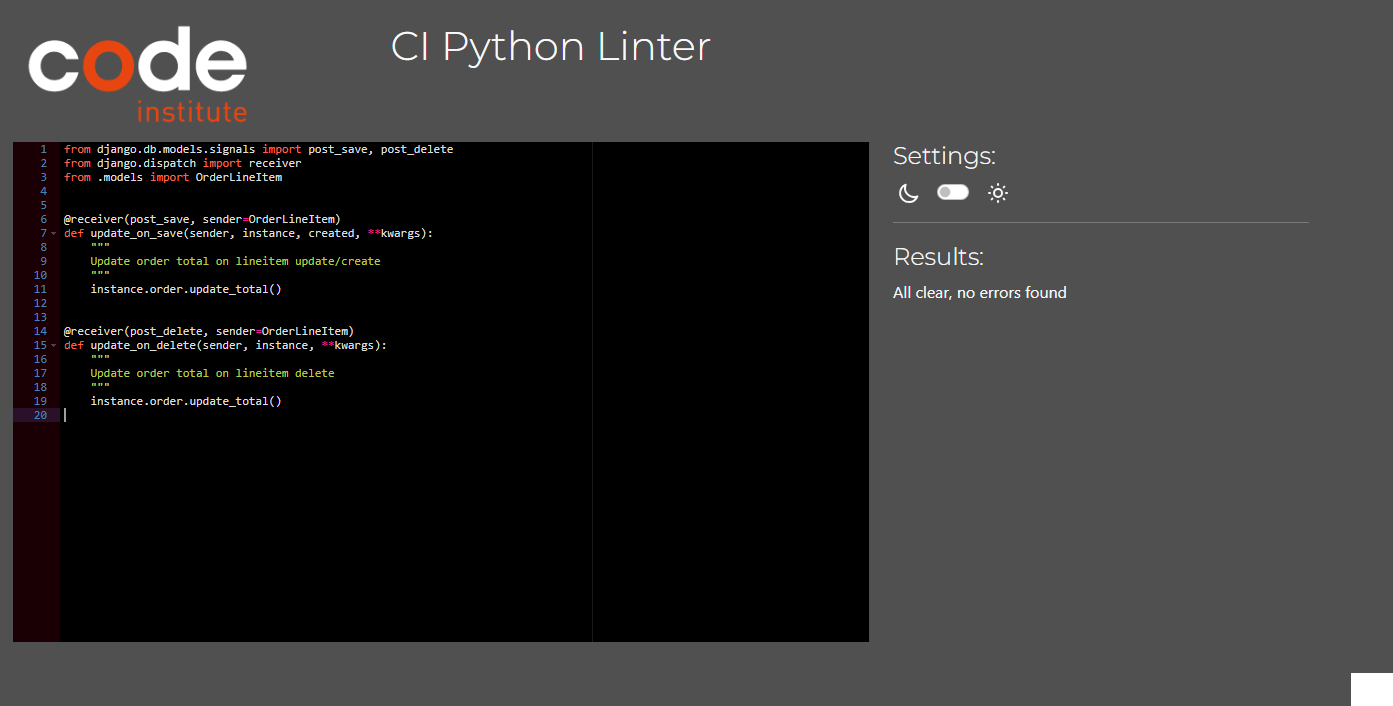 code
institute
CI Python Linter
1 from django.db.models.signals import post_save, post_delete
2 from django.dispatch import receiver
3 from .models import OrderLineItem
4
5
6 @receiver(post_save, sender=OrderLineItem)
7 def update_on_save(sender, instance, created, **kwargs):
8     """
9     Update order total on lineitem update/create
10     """
11     instance.order.update_total()
12
13
14 @receiver(post_delete, sender=OrderLineItem)
15 def update_on_delete(sender, instance, **kwargs):
16     """
17     Update order total on lineitem delete
18     """
19     instance.order.update_total()
20
Settings:
Results:
All clear, no errors found